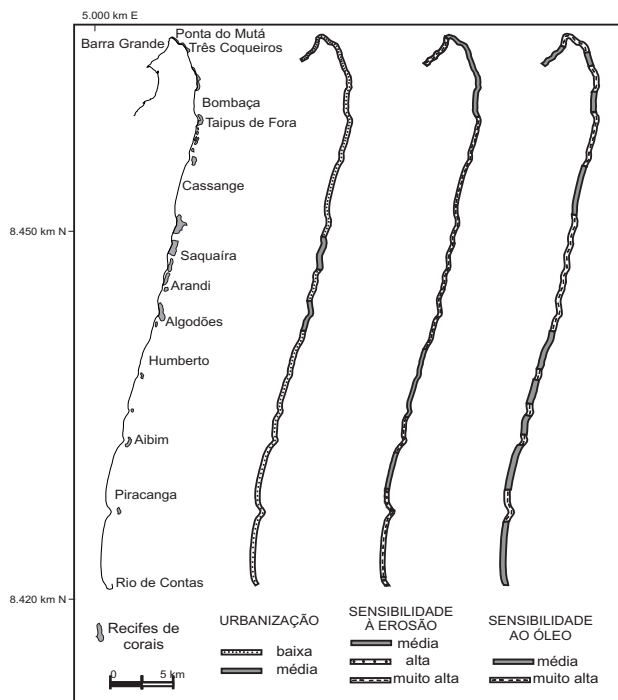 5.000 km E
Ponta do Mutá
Barra Grande
Três Coqueiros
Bombaça
Taipus de Fora
Cassange
8.450 km N
Saquaíra
Arandi
Algodões
Humberto
Aibim
Piracanga
Rio de Contas
8.420 km N
Recifes de
corais
0 5 km
URBANIZAÇÃO
baixa
média
SENSIBILIDADE
À EROSÃO
média
alta
muito alta
SENSIBILIDADE
AO ÓLEO
média
muito alta